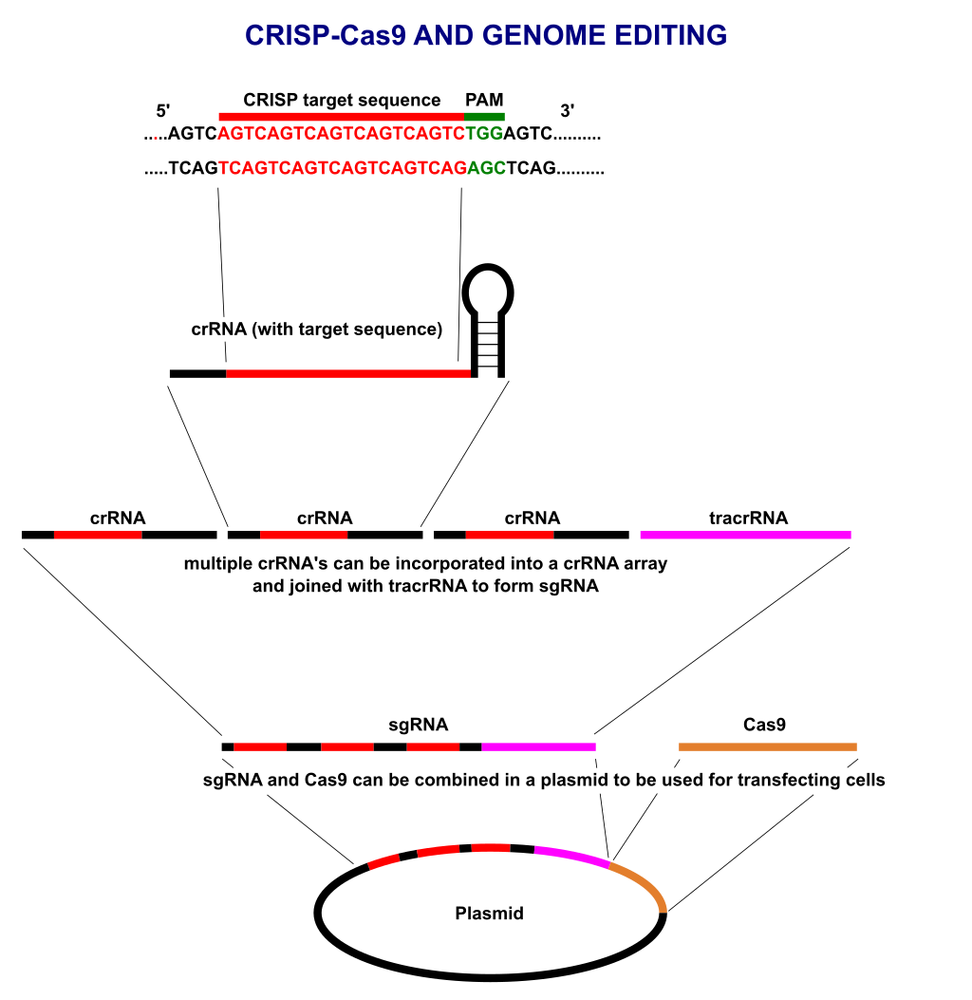 CRISP-Cas9 AND GENOME EDITING
CRISP target sequence PAM
5' 3'
.....AGTCAGTCAGTCAGTCAGTCAGTCTGGAGTC..........
.....TCAGTCAGTCAGTCAGTCAGTCAGAGCTCAG..........
crRNA (with target sequence)
crRNA crRNA crRNA tracrRNA
multiple crRNA's can be incorporated into a crRNA array
and joined with tracrRNA to form sgRNA
sgRNA Cas9
sgRNA and Cas9 can be combined in a plasmid to be used for transfecting cells
Plasmid